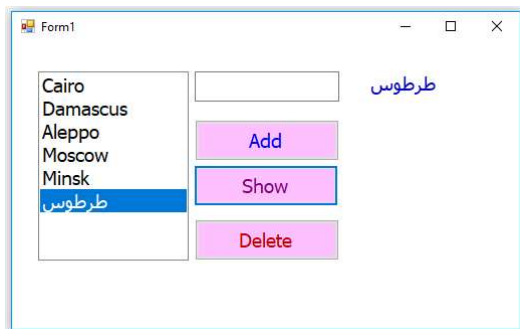 Form1
Cairo
Damascus
Aleppo
Moscow
Minsk
طرطوس
طرطوس
Add
Show
Delete